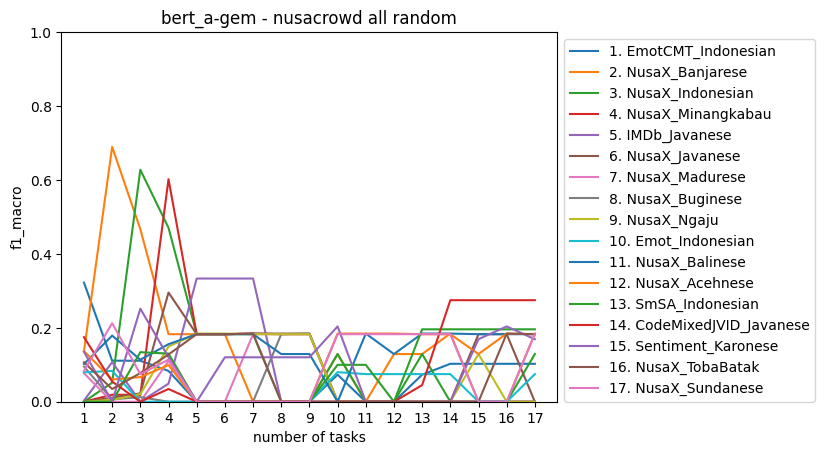 bert_a-gem - nusacrowd all random
1.0
0.8
0.6
0.4
0.2
0.0
f1_macro
1 2 3 4 5 6 7 8 9 10 11 12 13 14 15 16 17
number of tasks
1. EmotCMT_Indonesian
2. NusaX_Banjarese
3. NusaX_Indonesian
4. NusaX_Minangkabau
5. IMDb_Javanese
6. NusaX_Javanese
7. NusaX_Madurese
8. NusaX_Buginese
9. NusaX_Ngaju
10. Emot_Indonesian
11. NusaX_Balinese
12. NusaX_Acehnese
13. SmSA_Indonesian
14. CodeMixedJVID_Javanese
15. Sentiment_Karonese
16. NusaX_TobaBatak
17. NusaX_Sundanese